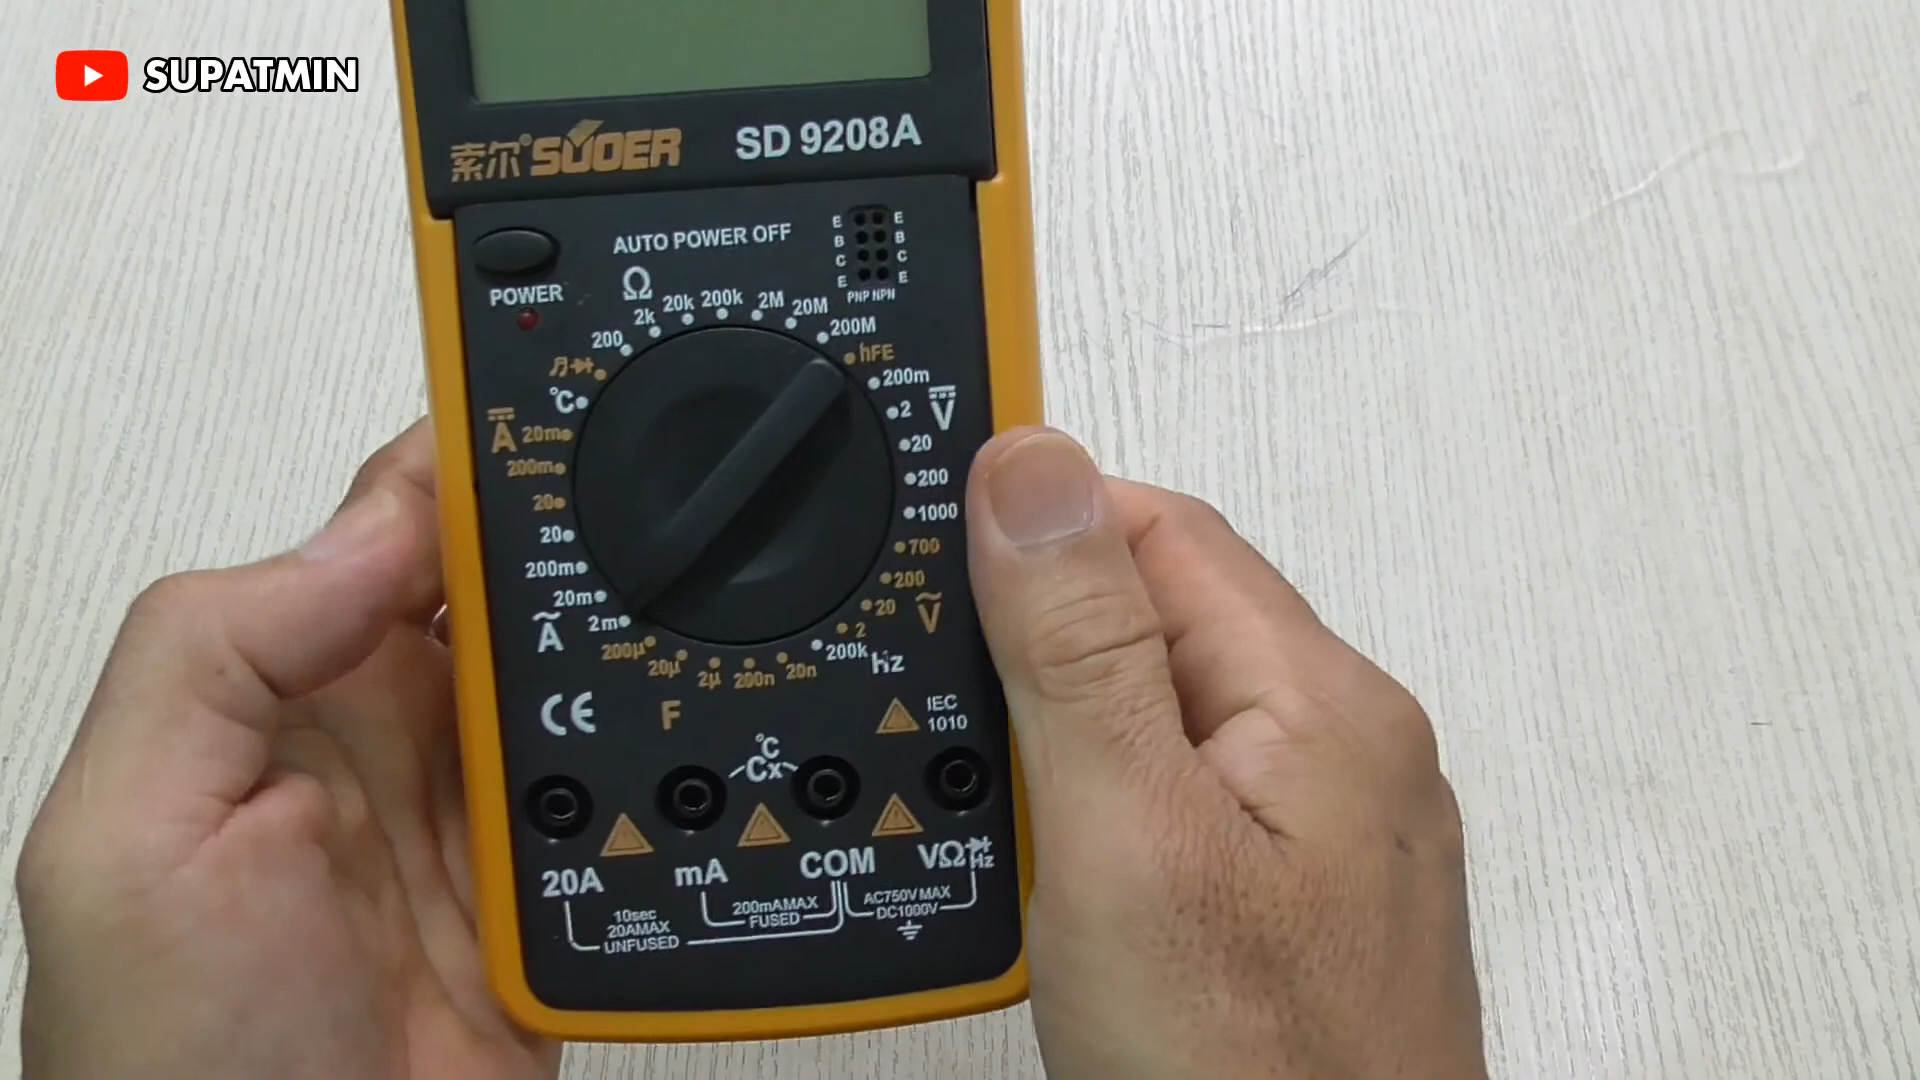 SUPATMIN
索尔 SUOER SD 9208A
POWER
AUTO POWER OFF
E E
B B
C C
E E
PNP NPN
Ω
200
2k
20k
200k
2M
20M
200M
hFE
200m
2
20
200
1000
V
700
200
20
2
V
200k
hz
20n
200n
2μ
20μ
200μ
F
2m
20m
200m
20
A
20
200m
20m
A
℃
CE
IEC
1010
℃
Cx
20A
mA
COM
VΩ Hz
10sec
20AMAX
UNFUSED
200mAMAX
FUSED
AC750V MAX
DC1000V